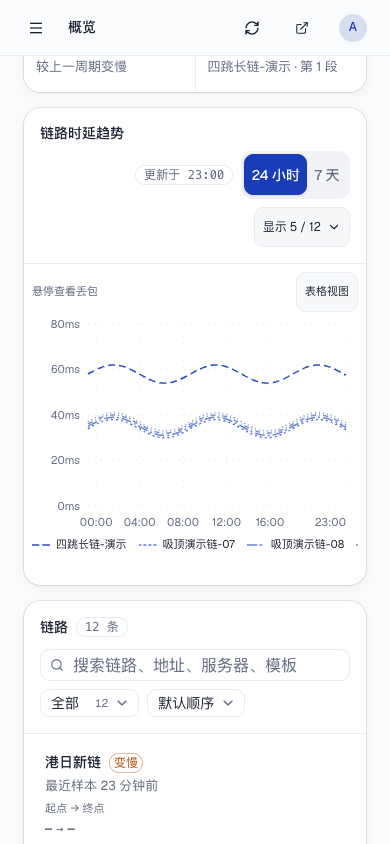 概览
A
较上一周期变慢
四跳长链-演示 · 第 1 段
链路时延趋势
更新于 23:00
24 小时
7 天
显示 5 / 12
悬停查看丢包
表格视图
80ms
60ms
40ms
20ms
0ms
00:00 04:00 08:00 12:00 16:00 23:00
四跳长链-演示 吸顶演示链-07 吸顶演示链-08
链路 12 条
搜索链路、地址、服务器、模板
全部 12
默认顺序
港日新链 变慢
最近样本 23 分钟前
起点 → 终点
— → —